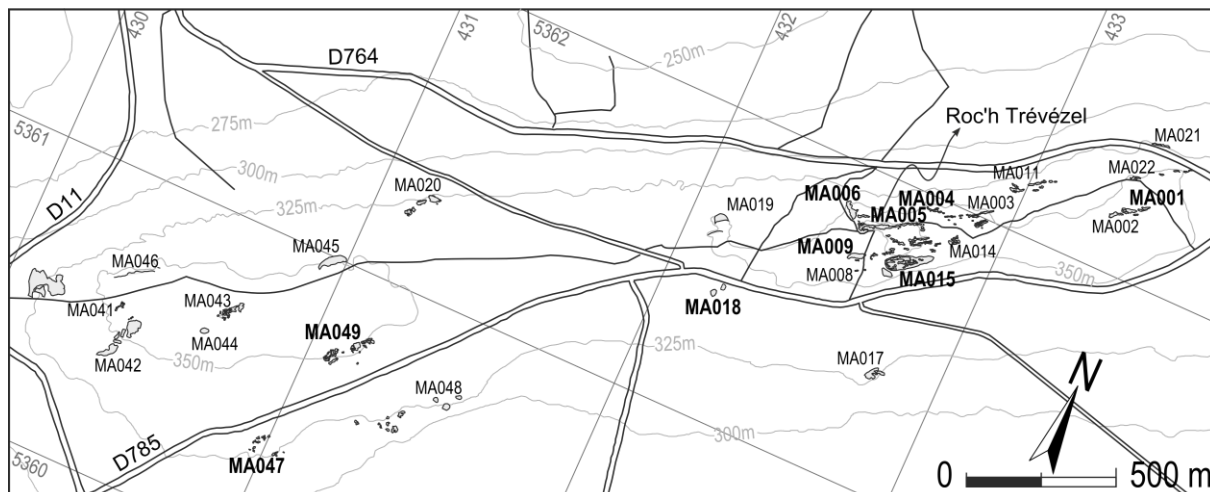 430
431
5362
432
433
D764
250m
5361
275m
Roc'h Trévézel
MA021
300m
MA011
MA022
MA020
325m
MA006
MA004
MA001
MA019
MA003
MA005
MA002
D11
MA045
MA009
MA014
MA046
MA008
350m
MA015
MA041
MA043
MA018
MA049
MA044
MA042
350m
325m
MA017
MA048
N
300m
5360
D785
MA047
0 500 m